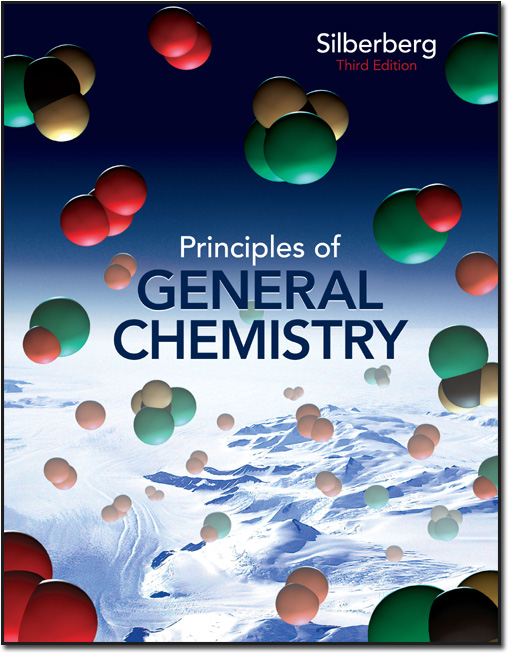 Silberberg
Third Edition
Principles of
GENERAL
CHEMISTRY